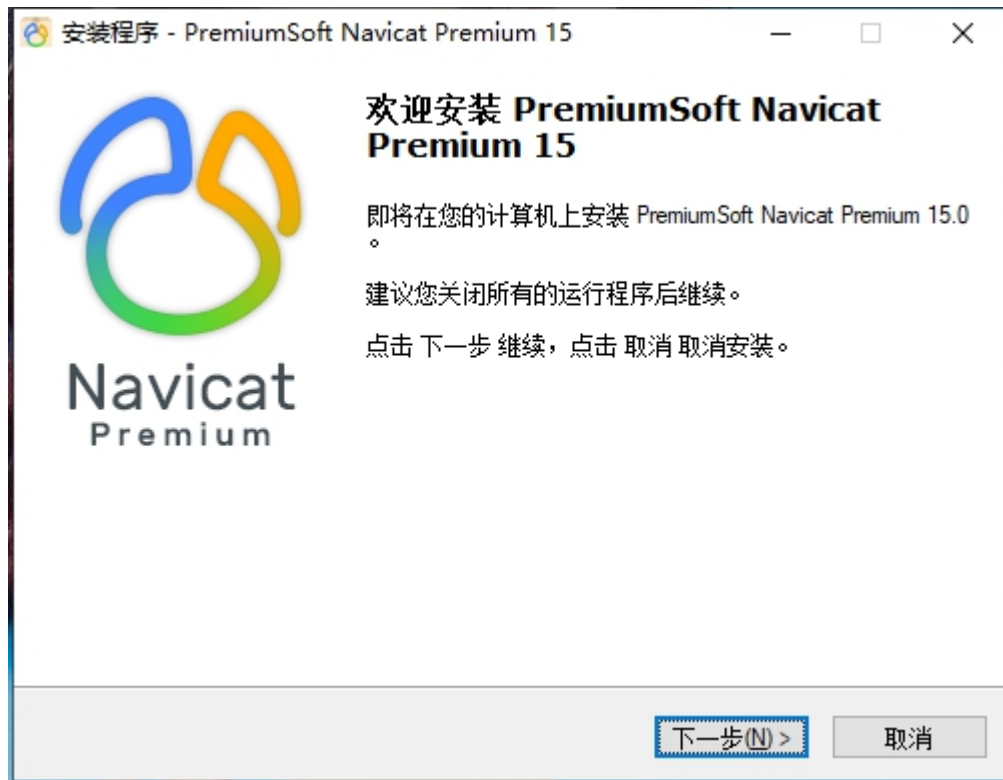 安装程序 - PremiumSoft Navicat Premium 15
欢迎安装 PremiumSoft Navicat
Premium 15
即将在您的计算机上安装 PremiumSoft Navicat Premium 15.0
。
建议您关闭所有的运行程序后继续。
点击 下一步 继续，点击 取消 取消安装。
Navicat
Premium
下一步(N) >
取消